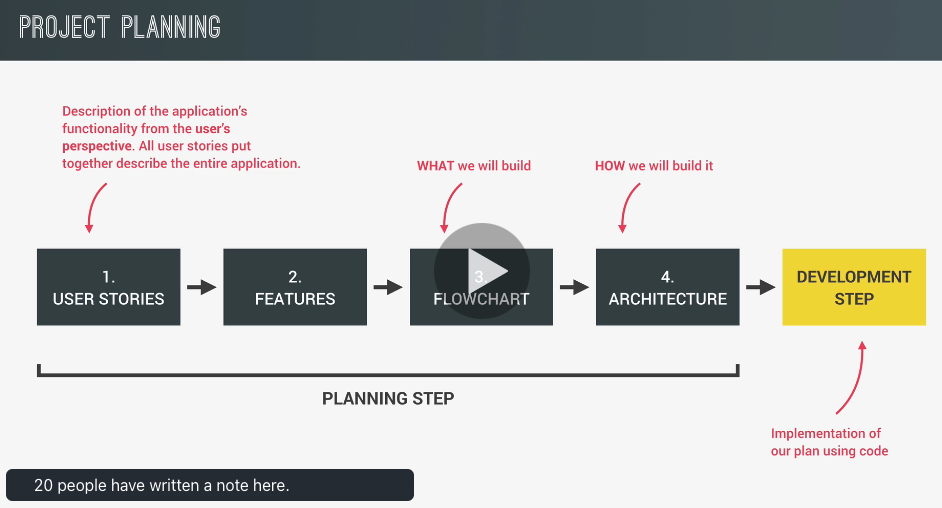 PROJECT PLANNING
Description of the application's
functionality from the user's
perspective. All user stories put
together describe the entire application.
WHAT we will build
HOW we will build it
1.
USER STORIES
2.
FEATURES
3.
FLOWCHART
4.
ARCHITECTURE
DEVELOPMENT
STEP
PLANNING STEP
Implementation of
our plan using code
20 people have written a note here.